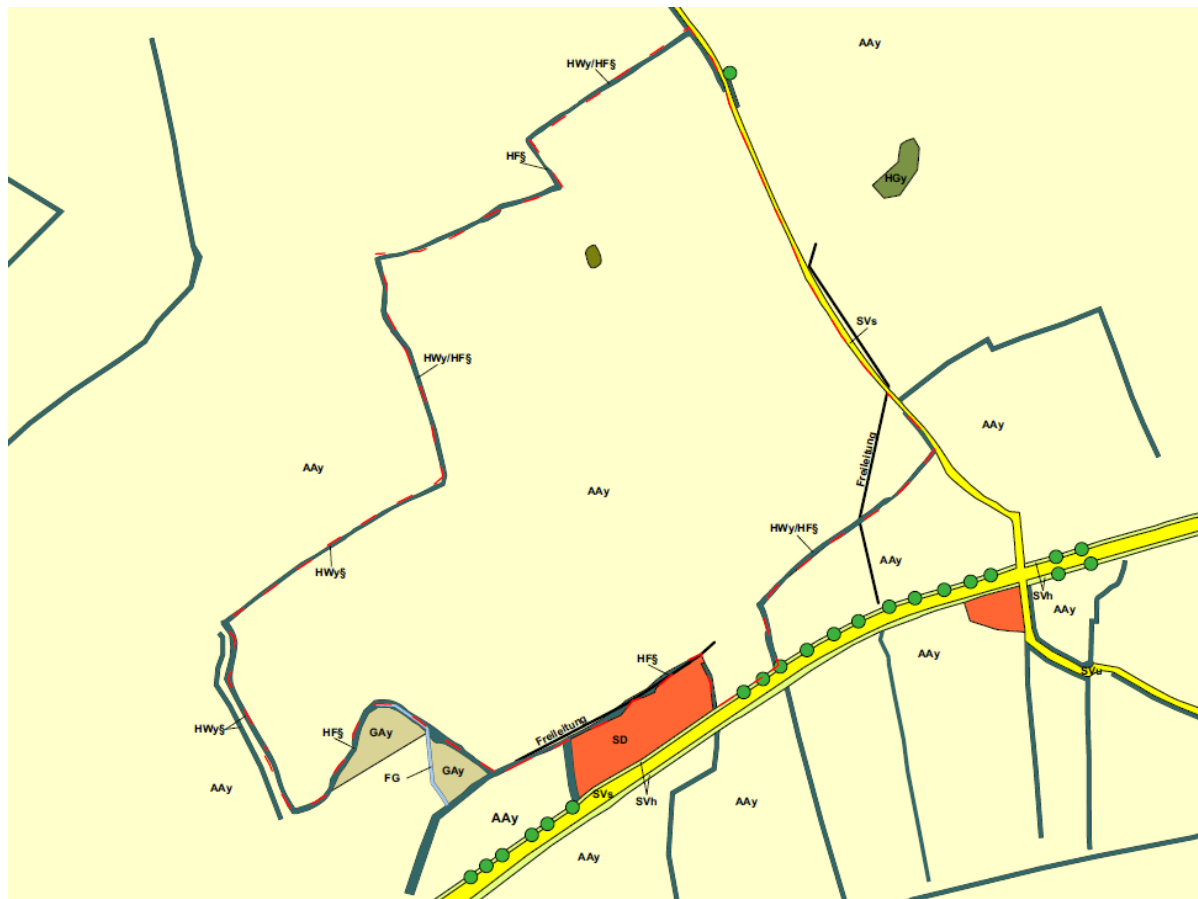 AAy
HWy/HF§
HF§
HGy
SVs
HWy/HF§
AAy
AAy
Freileitung
AAy
HWy/HF§
HWy§
AAy
SVh
AAy
AAy
HF§
SVu
HWy§
HF§
GAy
Freileitung
SD
FG
GAy
AAy
SVs
SVh
AAy
AAy
AAy